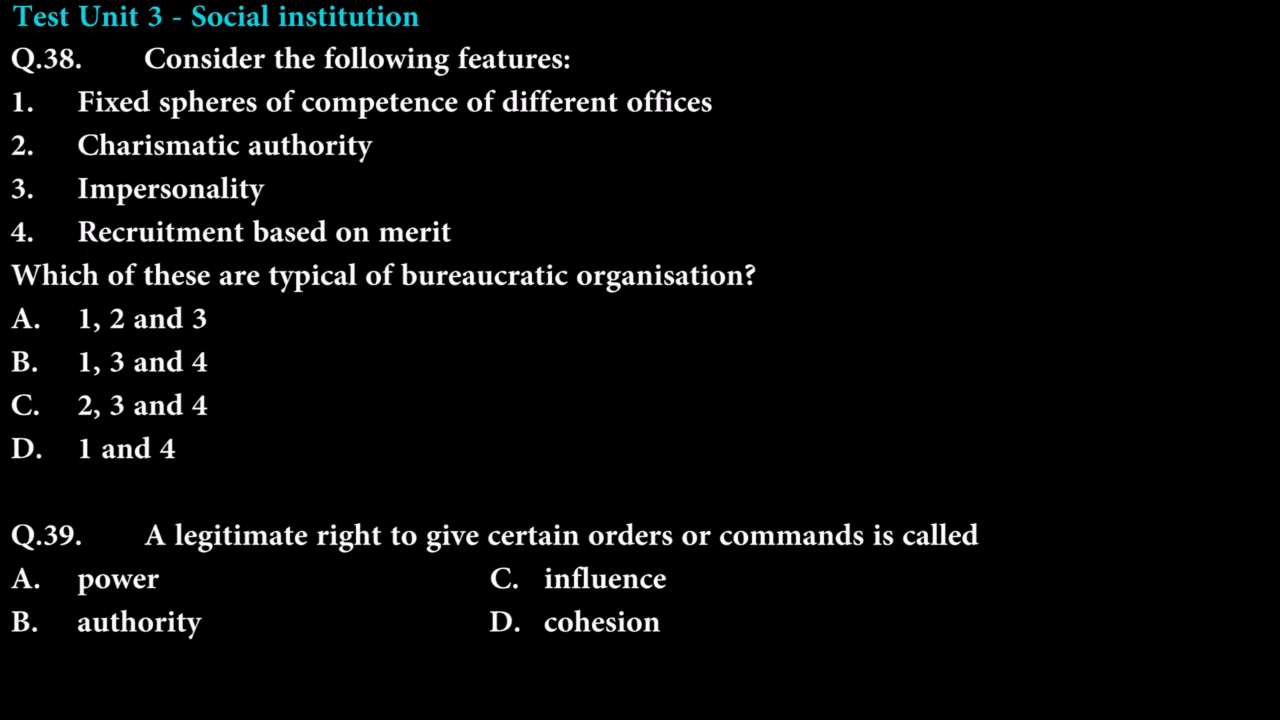 Test Unit 3 - Social institution
Q.38. Consider the following features:
1. Fixed spheres of competence of different offices
2. Charismatic authority
3. Impersonality
4. Recruitment based on merit
Which of these are typical of bureaucratic organisation?
A. 1, 2 and 3
B. 1, 3 and 4
C. 2, 3 and 4
D. 1 and 4
Q.39. A legitimate right to give certain orders or commands is called
A. power C. influence
B. authority D. cohesion